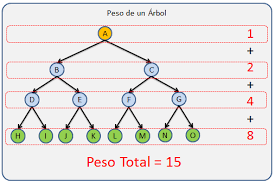 Peso de un Árbol
A 1
+
B C 2
+
D E F G 4
+
H I J K L M N O 8
Peso Total = 15